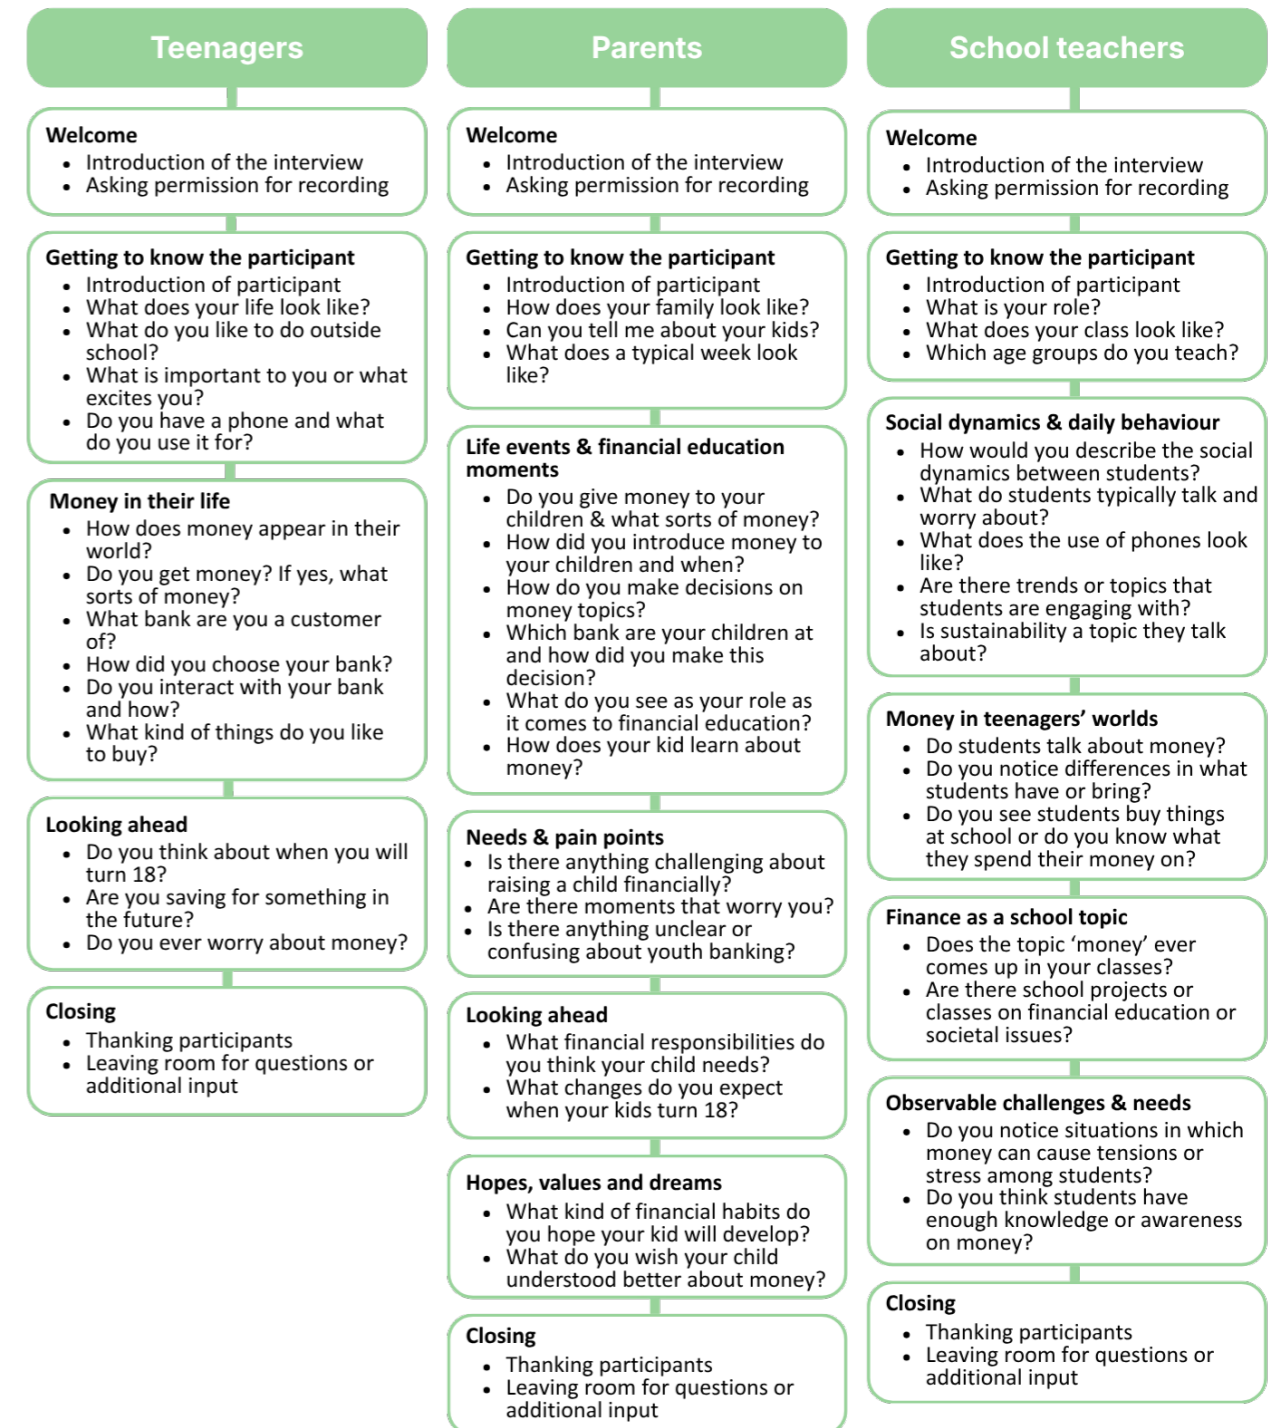 Teenagers
Welcome
• Introduction of the interview
• Asking permission for recording
Getting to know the participant
• Introduction of participant
• What does your life look like?
• What do you like to do outside
school?
• What is important to you or what
excites you?
• Do you have a phone and what
do you use it for?
Money in their life
• How does money appear in their
world?
• Do you get money? If yes, what
sorts of money?
• What bank are you a customer
of?
• How did you choose your bank?
• Do you interact with your bank
and how?
• What kind of things do you like
to buy?
Looking ahead
• Do you think about when you will
turn 18?
• Are you saving for something in
the future?
• Do you ever worry about money?
Closing
• Thanking participants
• Leaving room for questions or
additional input
Parents
Welcome
• Introduction of the interview
• Asking permission for recording
Getting to know the participant
• Introduction of participant
• How does your family look like?
• Can you tell me about your kids?
• What does a typical week look
like?
Life events & financial education
moments
• Do you give money to your
children & what sorts of money?
• How did you introduce money to
your children and when?
• How do you make decisions on
money topics?
• Which bank are your children at
and how did you make this
decision?
• What do you see as your role as
it comes to financial education?
• How does your kid learn about
money?
Needs & pain points
• Is there anything challenging about
raising a child financially?
• Are there moments that worry you?
• Is there anything unclear or
confusing about youth banking?
Looking ahead
• What financial responsibilities do
you think your child needs?
• What changes do you expect
when your kids turn 18?
Hopes, values and dreams
• What kind of financial habits do
you hope your kid will develop?
• What do you wish your child
understood better about money?
Closing
• Thanking participants
• Leaving room for questions or
additional input
School teachers
Welcome
• Introduction of the interview
• Asking permission for recording
Getting to know the participant
• Introduction of participant
• What is your role?
• What does your class look like?
• Which age groups do you teach?
Social dynamics & daily behaviour
• How would you describe the social
dynamics between students?
• What do students typically talk and
worry about?
• What does the use of phones look
like?
• Are there trends or topics that
students are engaging with?
• Is sustainability a topic they talk
about?
Money in teenagers’ worlds
• Do students talk about money?
• Do you notice differences in what
students have or bring?
• Do you see students buy things
at school or do you know what
they spend their money on?
Finance as a school topic
• Does the topic ‘money’ ever
comes up in your classes?
• Are there school projects or
classes on financial education or
societal issues?
Observable challenges & needs
• Do you notice situations in which
money can cause tensions or
stress among students?
• Do you think students have
enough knowledge or awareness
on money?
Closing
• Thanking participants
• Leaving room for questions or
additional input